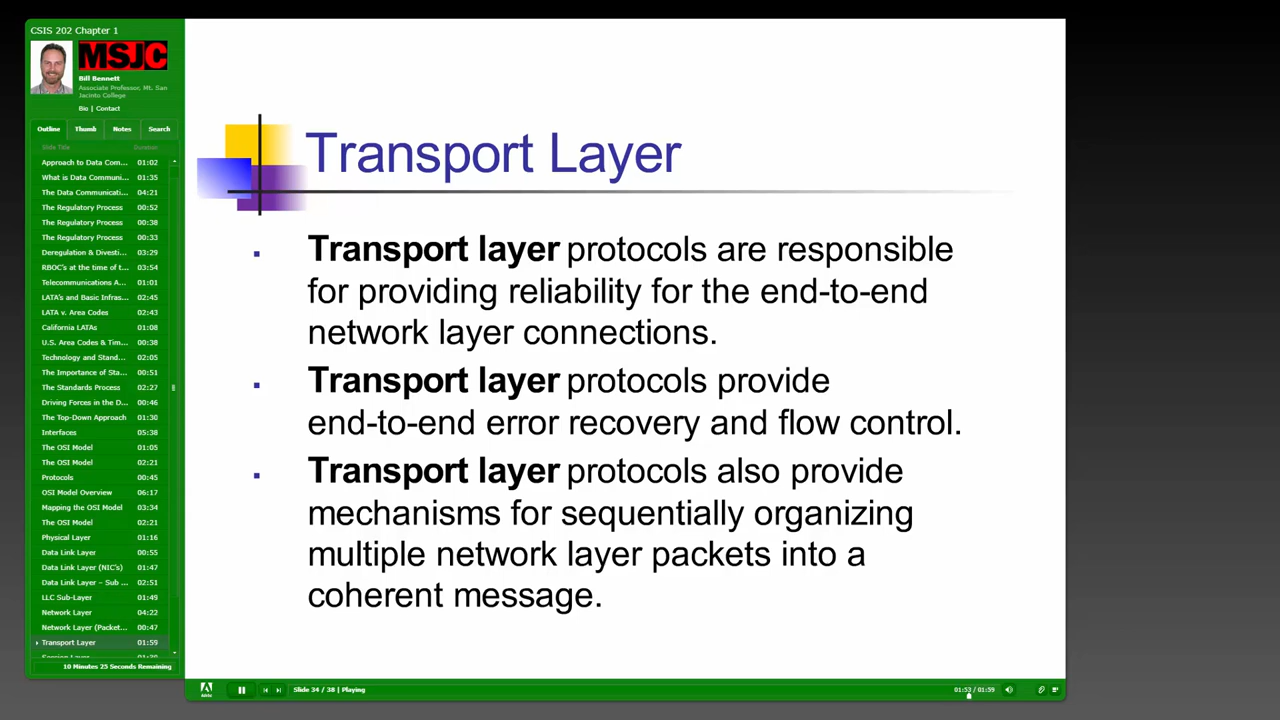 CSIS 202 Chapter 1
MSJC
Bill Bennett
Associate Professor, Mt. San
Jacinto College
Bio | Contact
Outline Thumb Notes Search
Slide Title Duration
Approach to Data Com... 01:02
What is Data Communi... 01:35
The Data Communicati... 04:21
The Regulatory Process 00:52
The Regulatory Process 00:38
The Regulatory Process 00:33
Deregulation & Divesti... 03:29
RBOC's at the time of t... 03:54
Telecommunications A... 01:01
LATA's and Basic Infras... 02:45
LATA v. Area Codes 02:43
California LATAs 01:08
U.S. Area Codes & Tim... 00:38
Technology and Stand... 02:05
The Importance of Sta... 00:51
The Standards Process 02:27
Driving Forces in the D... 00:46
The Top-Down Approach 01:30
Interfaces 05:38
The OSI Model 01:05
The OSI Model 02:21
Protocols 00:45
OSI Model Overview 06:17
Mapping the OSI Model 03:34
The OSI Model 02:21
Physical Layer 01:16
Data Link Layer 00:55
Data Link Layer (NIC's) 01:47
Data Link Layer – Sub ... 02:51
LLC Sub-Layer 01:49
Network Layer 04:22
Network Layer (Packet... 00:47
Transport Layer 01:59
10 Minutes 25 Seconds Remaining
Transport Layer
Transport layer protocols are responsible
for providing reliability for the end-to-end
network layer connections.
Transport layer protocols provide
end-to-end error recovery and flow control.
Transport layer protocols also provide
mechanisms for sequentially organizing
multiple network layer packets into a
coherent message.
Adobe
Slide 34 / 38 | Playing
01:53 / 01:59